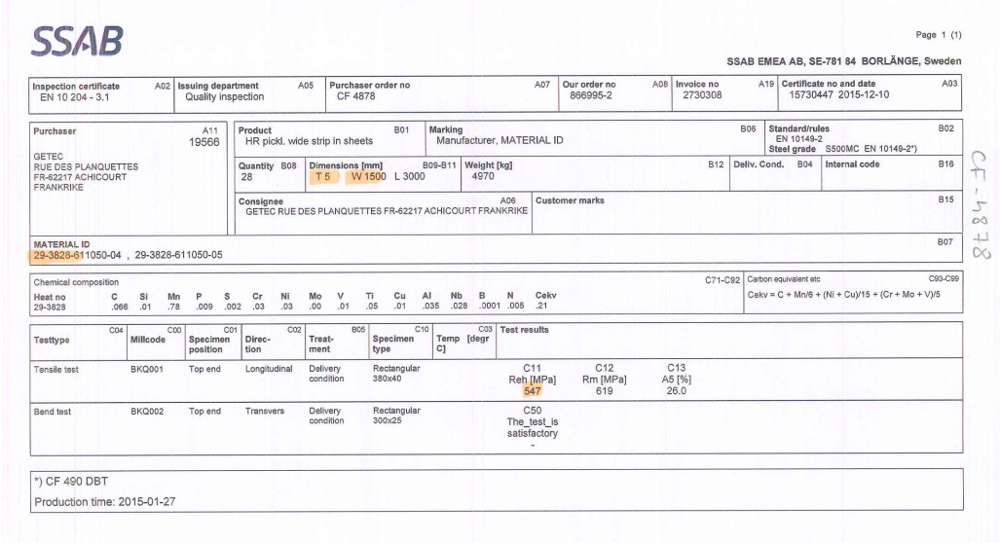 SSAB
Page 1 (1)
SSAB EMEA AB, SE-781 84 BORLÄNGE, Sweden
Inspection certificate A02 Issuing department A05 Purchaser order no A07 Our order no A08 Invoice no A19 Certificate no and date A03
EN 10 204 - 3.1 Quality inspection CF 4878 866995-2 2730308 15730447 2015-12-10
Purchaser A11
19566
GETEC
RUE DES PLANQUETTES
FR-62217 ACHICOURT
FRANKRIKE
Product B01 Marking B06 Standard/rules B02
HR pickl. wide strip in sheets Manufacturer, MATERIAL ID EN 10149-2
Steel grade S500MC EN 10149-2*)
Quantity B08 Dimensions [mm] B09-B11 Weight [kg] B12 Deliv. Cond. B04 Internal code B16
28 T 5 W 1500 L 3000 4970
Consignee A06 Customer marks B15
GETEC RUE DES PLANQUETTES FR-62217 ACHICOURT FRANKRIKE
CF-4878
MATERIAL ID B07
29-3828-611050-04 , 29-3828-611050-05
Chemical composition C71-C92 Carbon equivalent etc C93-C99
Heat no C Si Mn P S Cr Ni Mo V Ti Cu Al Nb B N Cekv
29-3828 .066 .01 .78 .009 .002 .03 .03 .00 .01 .05 .01 .035 .028 .0001 .005 .21
Cekv = C + Mn/6 + (Ni + Cu)/15 + (Cr + Mo + V)/5
Testtype C04 Millcode C00 Specimen position C01 Direc-tion C02 Treat-ment B05 Specimen type C10 Temp [degr C] C03 Test results
Tensile test BKQ001 Top end Longitudinal Delivery condition Rectangular 380x40
C11 C12 C13
Reh [MPa] Rm [MPa] A5 [%]
547 619 26.0
Bend test BKQ002 Top end Transvers Delivery condition Rectangular 300x25
C50
The_test_is
satisfactory
-
*) CF 490 DBT
Production time: 2015-01-27